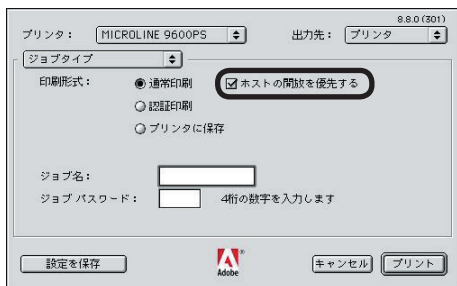 8.8.0 (301)
プリンタ： MICROLINE 9600PS 出力先： プリンタ
ジョブタイプ
印刷形式： 通常印刷 ホストの開放を優先する
認証印刷
プリンタに保存
ジョブ名：
ジョブ パスワード： 4桁の数字を入力します
設定を保存 Adobe キャンセル プリント